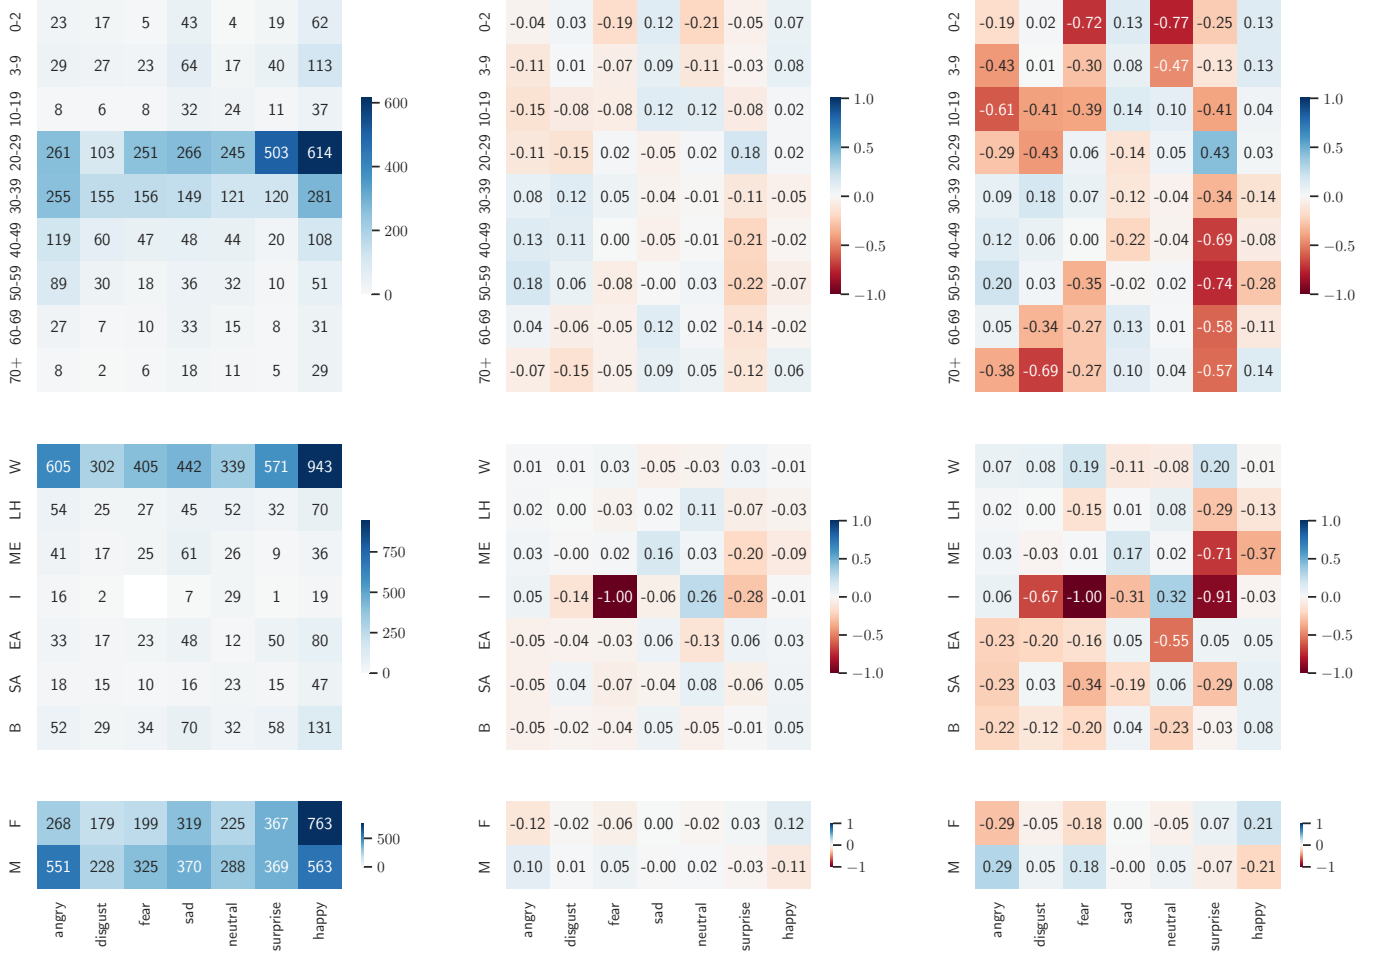 0-2 23 17 5 43 4 19 62 0-2 -0.04 0.03 -0.19 0.12 -0.21 -0.05 0.07 0-2 -0.19 0.02 -0.72 0.13 -0.77 -0.25 0.13
3-9 29 27 23 64 17 40 113 3-9 -0.11 0.01 -0.07 0.09 -0.11 -0.03 0.08 3-9 -0.43 0.01 -0.30 0.08 -0.47 -0.13 0.13
10-19 8 6 8 32 24 11 37 600 10-19 -0.15 -0.08 -0.08 0.12 0.12 -0.08 0.02 1.0 10-19 -0.61 -0.41 -0.39 0.14 0.10 -0.41 0.04 1.0
20-29 261 103 251 266 245 503 614 400 20-29 -0.11 -0.15 0.02 -0.05 0.02 0.18 0.02 0.5 20-29 -0.29 -0.43 0.06 -0.14 0.05 0.43 0.03 0.5
30-39 255 155 156 149 121 120 281 30-39 0.08 0.12 0.05 -0.04 -0.01 -0.11 -0.05 0.0 30-39 0.09 0.18 0.07 -0.12 -0.04 -0.34 -0.14 0.0
40-49 119 60 47 48 44 20 108 200 40-49 0.13 0.11 0.00 -0.05 -0.01 -0.21 -0.02 −0.5 40-49 0.12 0.06 0.00 -0.22 -0.04 -0.69 -0.08 −0.5
50-59 89 30 18 36 32 10 51 0 50-59 0.18 0.06 -0.08 -0.00 0.03 -0.22 -0.07 −1.0 50-59 0.20 0.03 -0.35 -0.02 0.02 -0.74 -0.28 −1.0
60-69 27 7 10 33 15 8 31 60-69 0.04 -0.06 -0.05 0.12 0.02 -0.14 -0.02 60-69 0.05 -0.34 -0.27 0.13 0.01 -0.58 -0.11
70+ 8 2 6 18 11 5 29 70+ -0.07 -0.15 -0.05 0.09 0.05 -0.12 0.06 70+ -0.38 -0.69 -0.27 0.10 0.04 -0.57 0.14
W 605 302 405 442 339 571 943 W 0.01 0.01 0.03 -0.05 -0.03 0.03 -0.01 W 0.07 0.08 0.19 -0.11 -0.08 0.20 -0.01
LH 54 25 27 45 52 32 70 LH 0.02 0.00 -0.03 0.02 0.11 -0.07 -0.03 1.0 LH 0.02 0.00 -0.15 0.01 0.08 -0.29 -0.13 1.0
ME 41 17 25 61 26 9 36 750 ME 0.03 -0.00 0.02 0.16 0.03 -0.20 -0.09 0.5 ME 0.03 -0.03 0.01 0.17 0.02 -0.71 -0.37 0.5
I 16 2 7 29 1 19 500 I 0.05 -0.14 -1.00 -0.06 0.26 -0.28 -0.01 0.0 I 0.06 -0.67 -1.00 -0.31 0.32 -0.91 -0.03 0.0
EA 33 17 23 48 12 50 80 250 EA -0.05 -0.04 -0.03 0.06 -0.13 0.06 0.03 −0.5 EA -0.23 -0.20 -0.16 0.05 -0.55 0.05 0.05 −0.5
SA 18 15 10 16 23 15 47 0 SA -0.05 0.04 -0.07 -0.04 0.08 -0.06 0.05 −1.0 SA -0.23 0.03 -0.34 -0.19 0.06 -0.29 0.08 −1.0
B 52 29 34 70 32 58 131 B -0.05 -0.02 -0.04 0.05 -0.05 -0.01 0.05 B -0.22 -0.12 -0.20 0.04 -0.23 -0.03 0.08
F 268 179 199 319 225 367 763 500 F -0.12 -0.02 -0.06 0.00 -0.02 0.03 0.12 1 0 F -0.29 -0.05 -0.18 0.00 -0.05 0.07 0.21 1 0
M 551 228 325 370 288 369 563 0 M 0.10 0.01 0.05 -0.00 0.02 -0.03 -0.11 −1 M 0.29 0.05 0.18 -0.00 0.05 -0.07 -0.21 −1
angry disgust fear sad neutral surprise happy angry disgust fear sad neutral surprise happy angry disgust fear sad neutral surprise happy